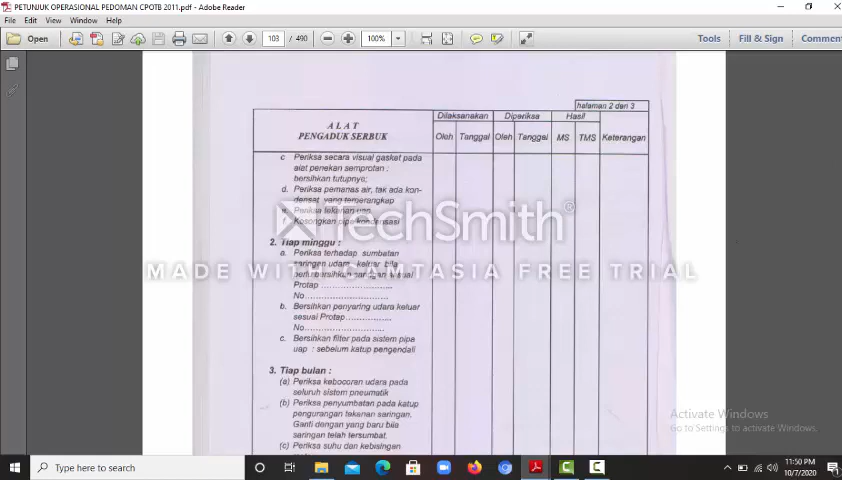 PETUNJUK OPERASIONAL PEDOMAN CPOTB 2011.pdf - Adobe Reader
File Edit View Window Help
Open 103 / 490 100% Tools Fill & Sign Comment
halaman 2 dari 3
ALAT
PENGADUK SERBUK
Dilaksanakan Diperiksa Hasil
Oleh Tanggal Oleh Tanggal MS TMS Keterangan
c Periksa secara visual gasket pada
alat penekan semprotan :
bersihkan tutupnya;
d. Periksa pemanas air, tak ada kon-
densat yang terperangkap
e. Periksa tekanan uap
f. Kosongkan pipa kondensasi
2. Tiap minggu :
a. Periksa terhadap sumbatan
saringan udara keluar bila
perlu bersihkan saringan sesuai
Protap ........................
No...........................
b. Bersihkan penyaring udara keluar
sesuai Protap................
No..........................
c. Bersihkan filter pada sistem pipa
uap : sebelum katup pengendali
3. Tiap bulan :
(a) Periksa kebocoran udara pada
seluruh sistem pneumatik
(b) Periksa penyumbatan pada katup
pengurangan tekanan saringan.
Ganti dengan yang baru bila
saringan telah tersumbat.
(c) Periksa suhu dan kebisingan
TechSmith®
MADE WITH CAMTASIA FREE TRIAL
Activate Windows
Go to Settings to activate Windows.
Type here to search
11:50 PM
10/7/2020